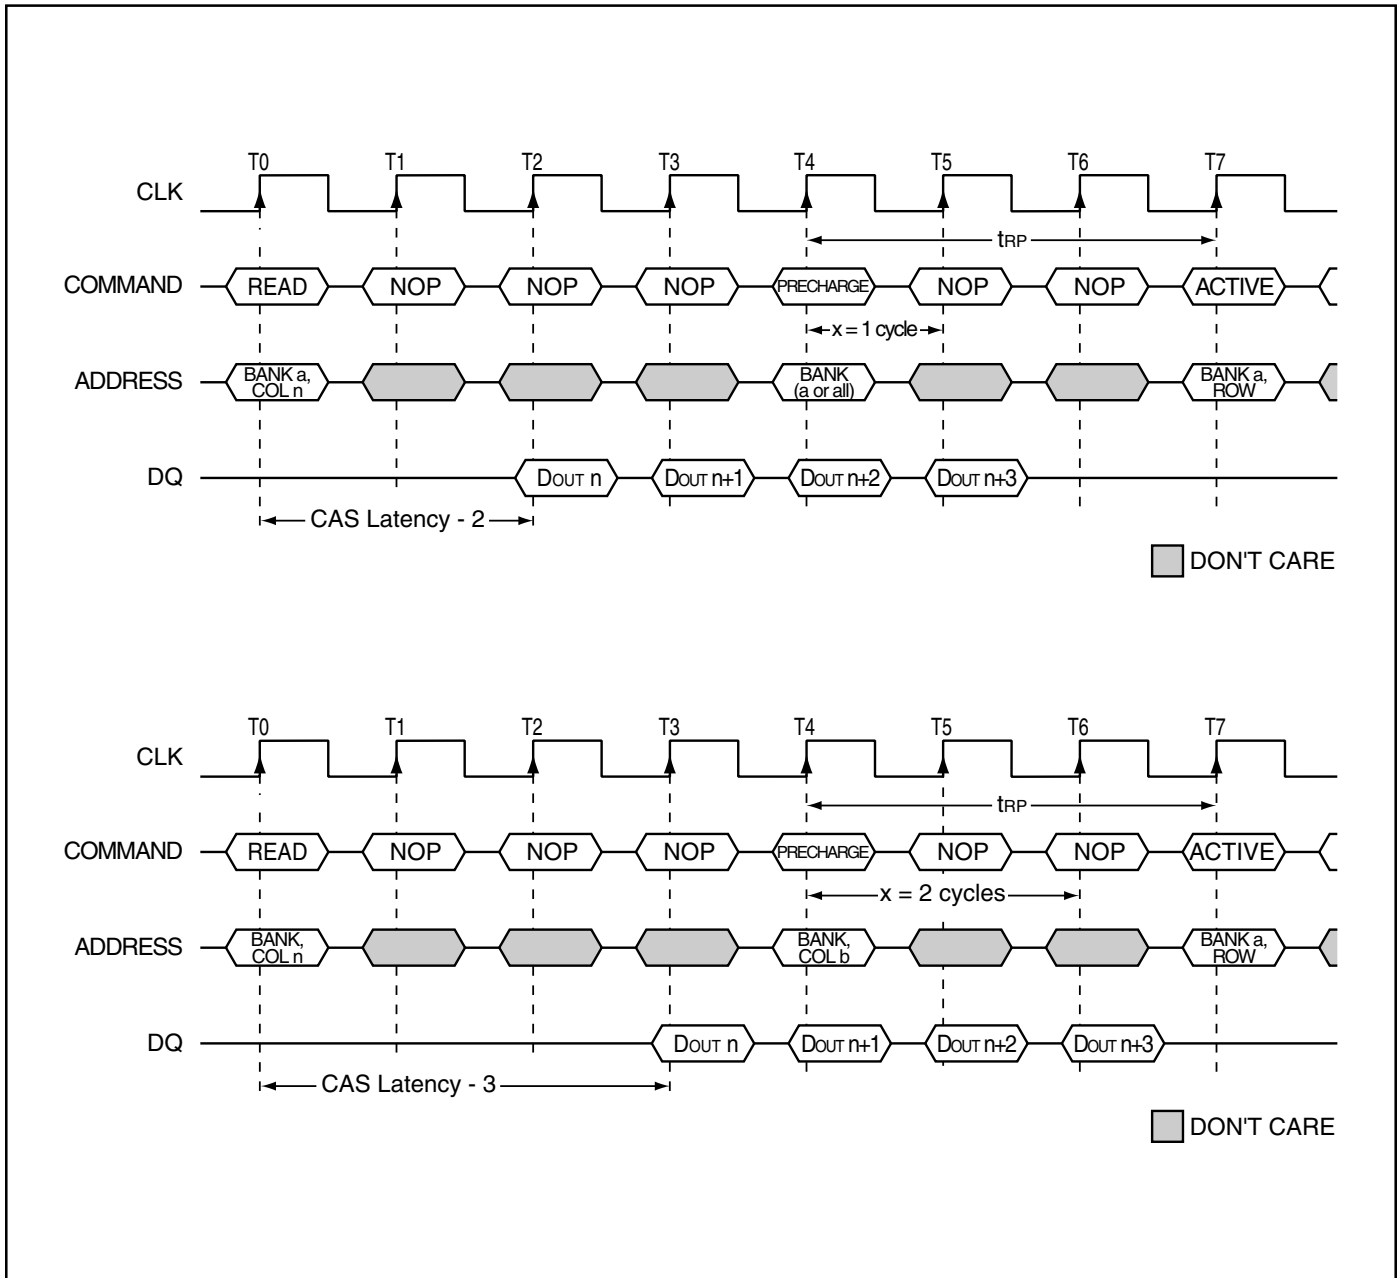 T0 T1 T2 T3 T4 T5 T6 T7
CLK
tRP
COMMAND READ NOP NOP NOP PRECHARGE NOP NOP ACTIVE
x = 1 cycle
ADDRESS BANK a, COL n BANK (a or all) BANK a, ROW
DQ DOUT n DOUT n+1 DOUT n+2 DOUT n+3
CAS Latency - 2
DON'T CARE
T0 T1 T2 T3 T4 T5 T6 T7
CLK
tRP
COMMAND READ NOP NOP NOP PRECHARGE NOP NOP ACTIVE
x = 2 cycles
ADDRESS BANK, COL n BANK, COL b BANK a, ROW
DQ DOUT n DOUT n+1 DOUT n+2 DOUT n+3
CAS Latency - 3
DON'T CARE